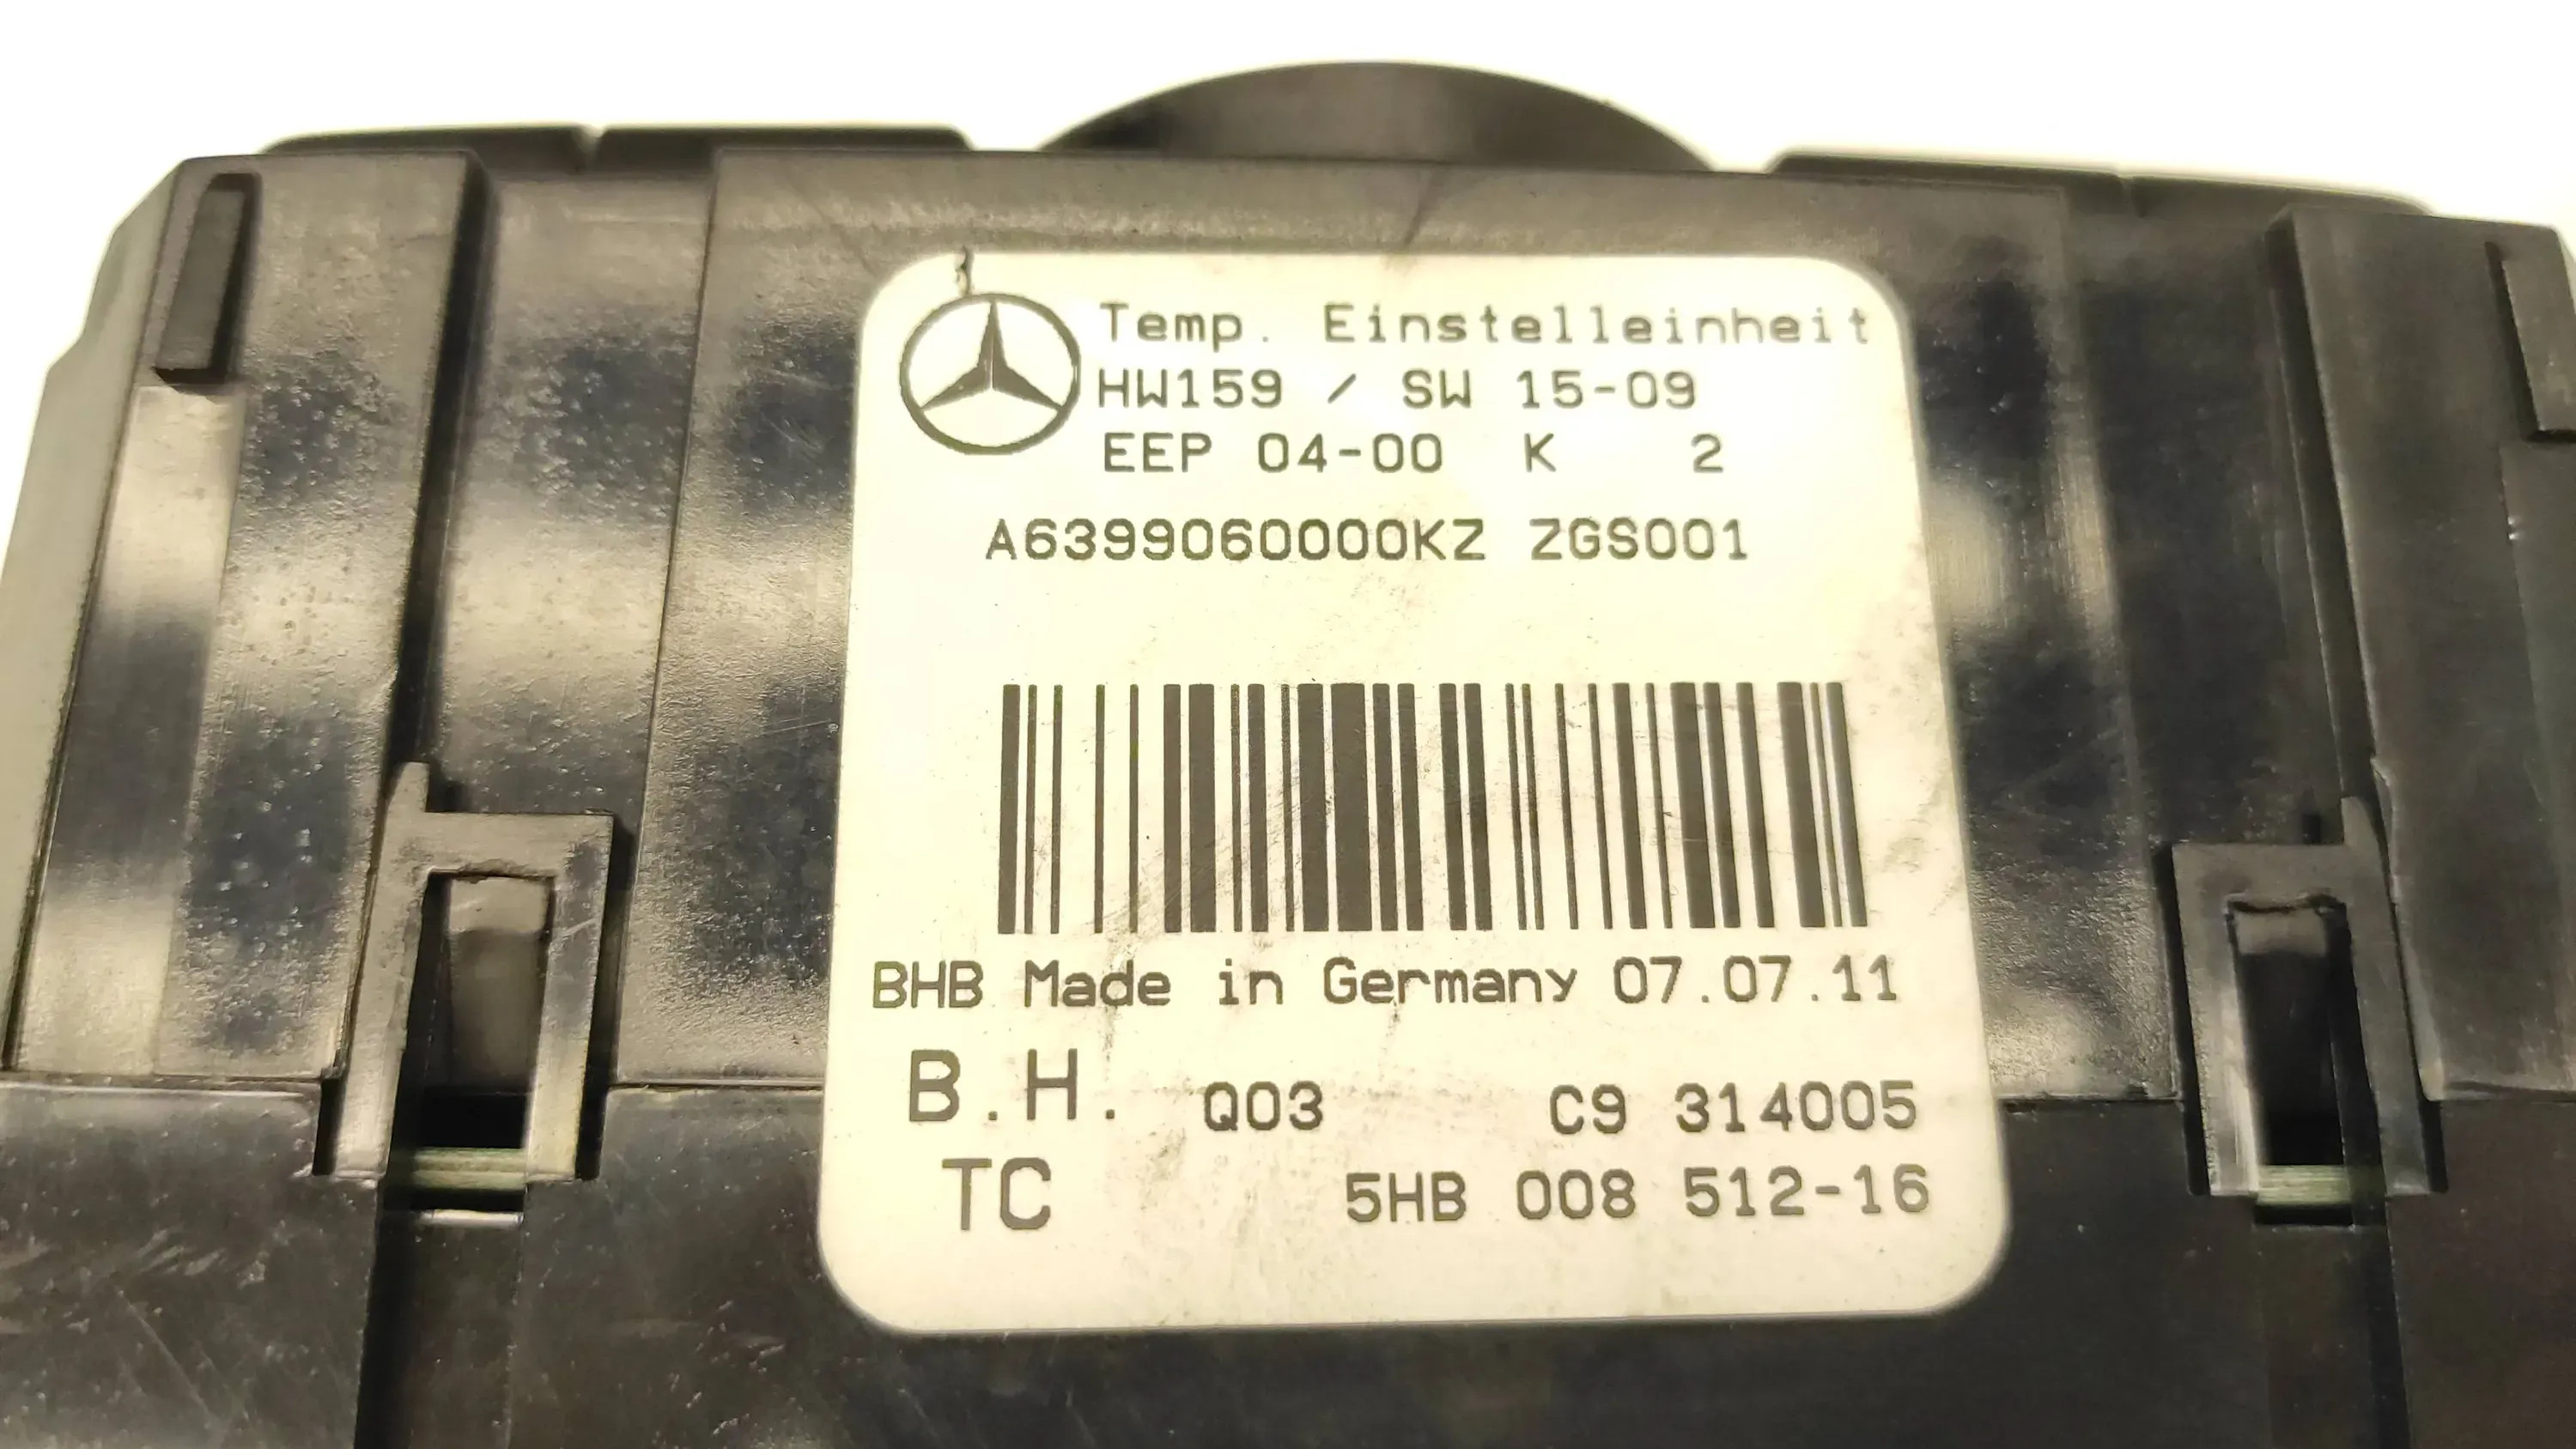 Temp. Einstelleinheit
HW159 / SW 15-09
EEP 04-00 K 2
A6399060000KZ ZGS001
BHB Made in Germany 07.07.11
B.H. Q03 C9 314005
TC 5HB 008 512-16